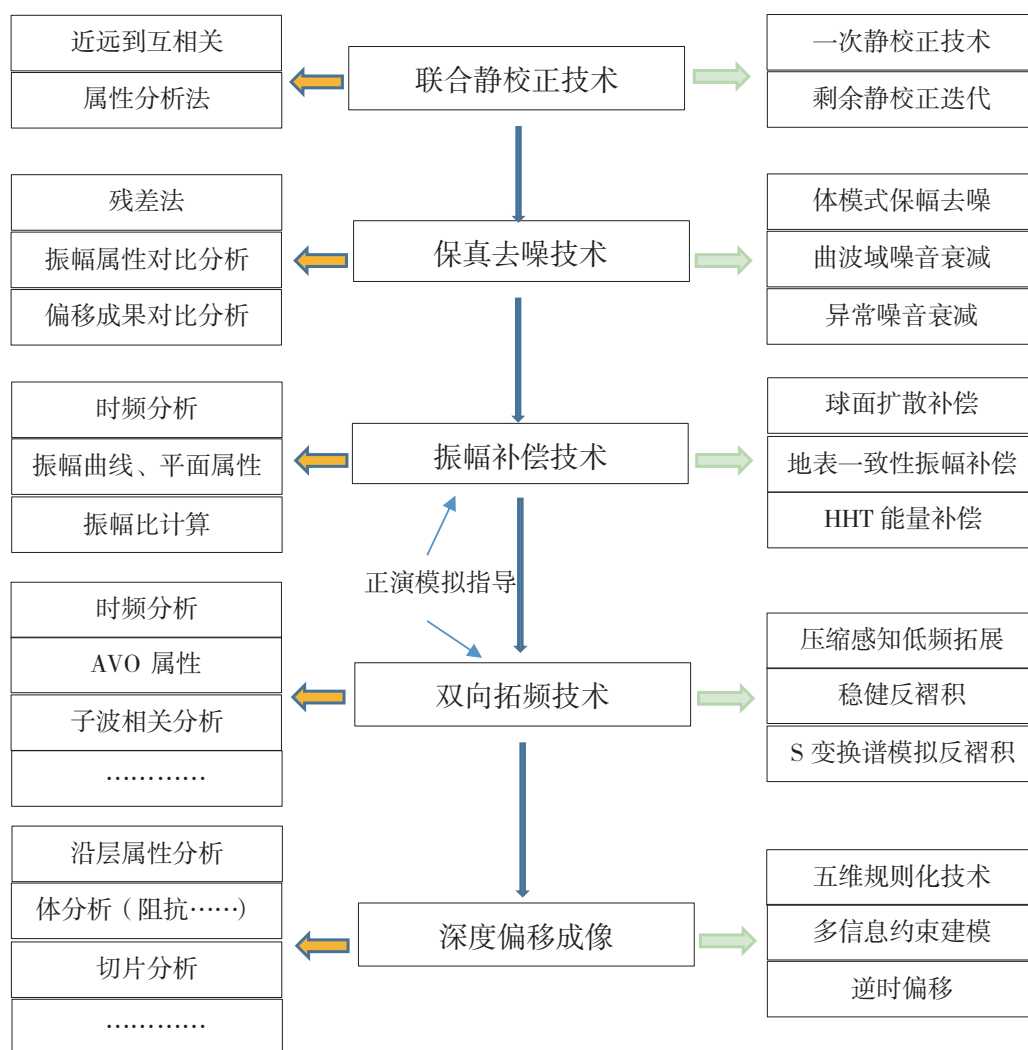 近远到互相关
属性分析法
联合静校正技术
一次静校正技术
剩余静校正迭代
残差法
振幅属性对比分析
偏移成果对比分析
保真去噪技术
体模式保幅去噪
曲波域噪音衰减
异常噪音衰减
时频分析
振幅曲线、平面属性
振幅比计算
振幅补偿技术
球面扩散补偿
地表一致性振幅补偿
HHT 能量补偿
正演模拟指导
时频分析
AVO 属性
子波相关分析
…………
双向拓频技术
压缩感知低频拓展
稳健反褶积
S 变换谱模拟反褶积
沿层属性分析
体分析（阻抗……）
切片分析
…………
深度偏移成像
五维规则化技术
多信息约束建模
逆时偏移